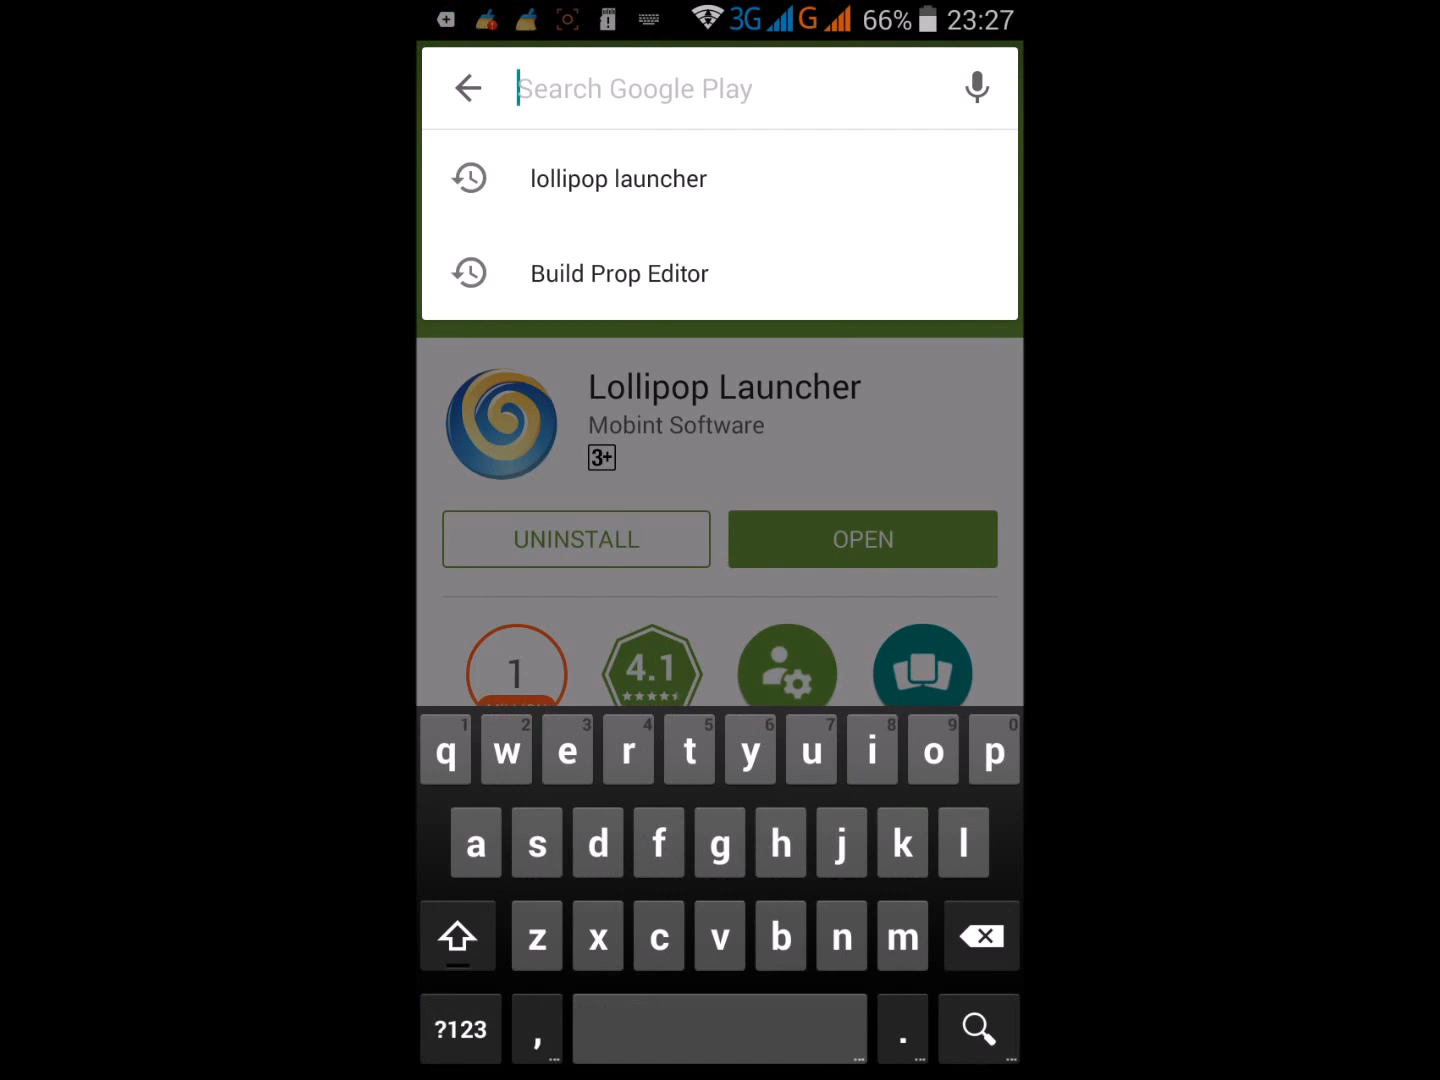 3G G 66% 23:27
Search Google Play
lollipop launcher
Build Prop Editor
Lollipop Launcher
Mobint Software
3+
UNINSTALL OPEN
1 4.1
1 2 3 4 5 6 7 8 9 0
q w e r t y u i o p
a s d f g h j k l
z x c v b n m
?123 , .